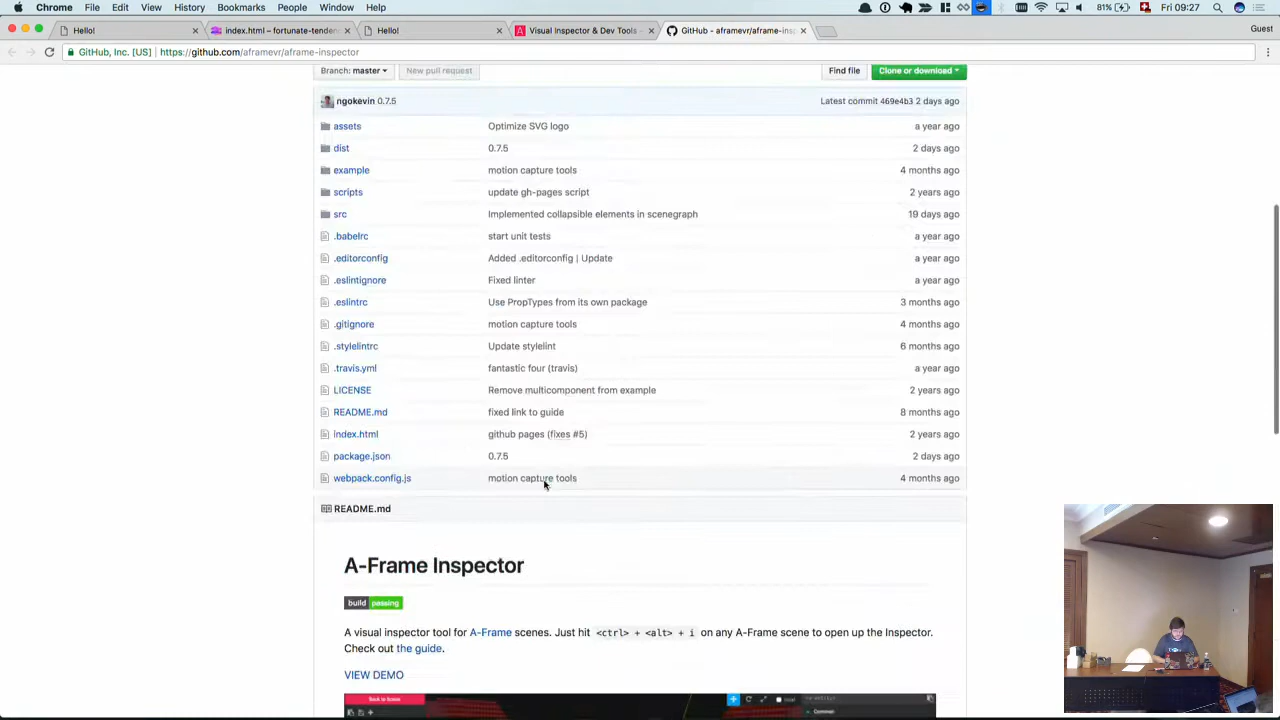 Chrome File Edit View History Bookmarks People Window Help 81% Fri 09:27
Hello! index.html – fortunate-tender Hello! Visual Inspector & Dev Tools - GitHub - aframevr/aframe-insp Guest
GitHub, Inc. [US] | https://github.com/aframevr/aframe-inspector
Branch: master New pull request Find file Clone or download
ngokevin 0.7.5 Latest commit 469e4b3 2 days ago
assets Optimize SVG logo a year ago
dist 0.7.5 2 days ago
example motion capture tools 4 months ago
scripts update gh-pages script 2 years ago
src Implemented collapsible elements in scenegraph 19 days ago
.babelrc start unit tests a year ago
.editorconfig Added .editorconfig | Update a year ago
.eslintignore Fixed linter a year ago
.eslintrc Use PropTypes from its own package 3 months ago
.gitignore motion capture tools 4 months ago
.stylelintrc Update stylelint 6 months ago
.travis.yml fantastic four (travis) a year ago
LICENSE Remove multicomponent from example 2 years ago
README.md fixed link to guide 8 months ago
index.html github pages (fixes #5) 2 years ago
package.json 0.7.5 2 days ago
webpack.config.js motion capture tools 4 months ago
README.md
A-Frame Inspector
build passing
A visual inspector tool for A-Frame scenes. Just hit <ctrl> + <alt> + i on any A-Frame scene to open up the Inspector.
Check out the guide.
VIEW DEMO
Back to Scene
Common